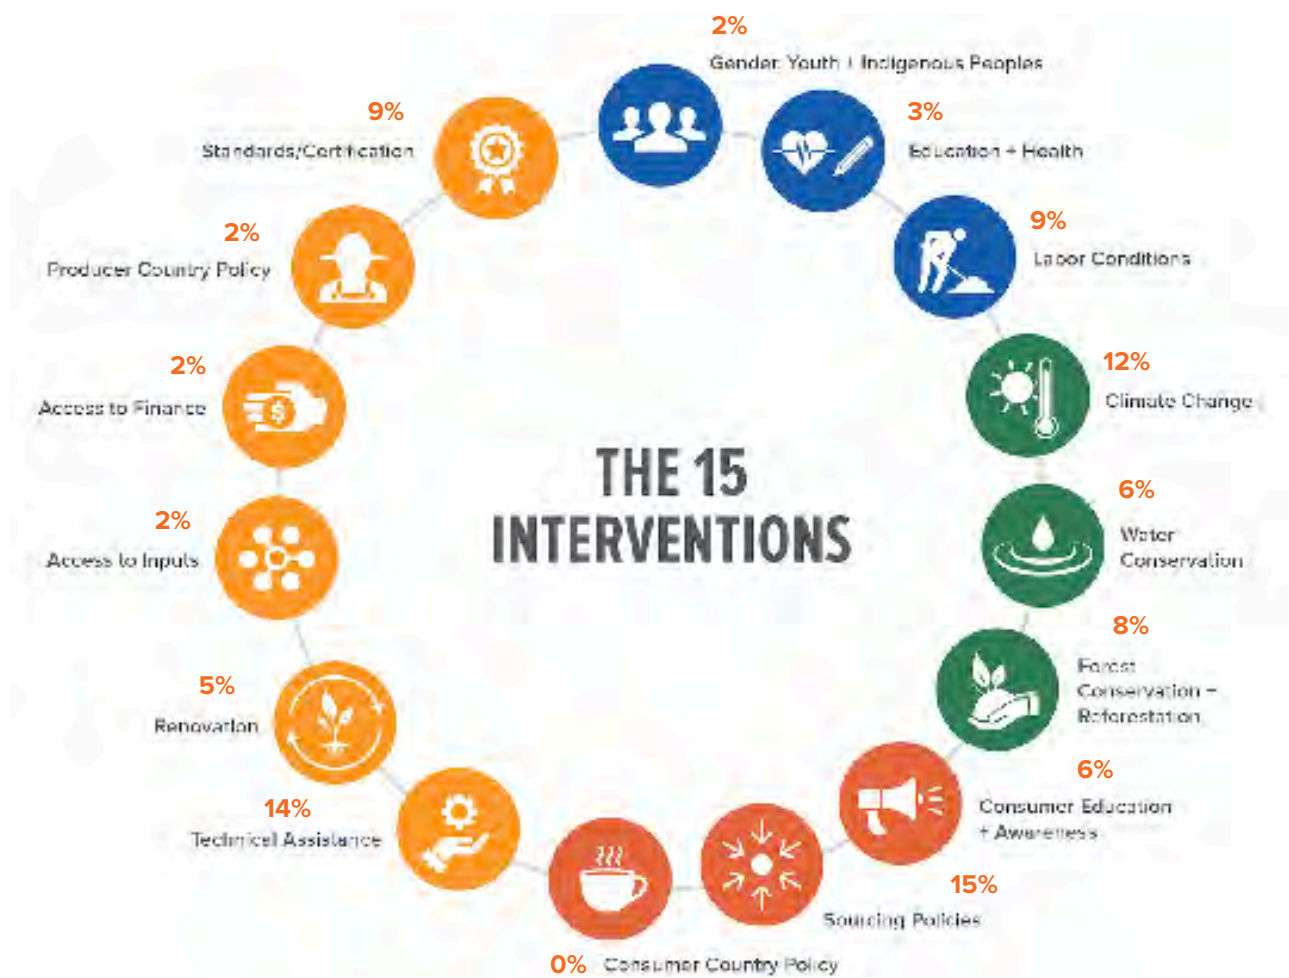 2%
Gender, Youth + Indigenous Peoples
3%
Education + Health
9%
Labor Conditions
12%
Climate Change
6%
Water
Conservation
8%
Forest
Conservation +
Reforestation
6%
Consumer Education
+ Awareness
15%
Sourcing Policies
0% Consumer Country Policy
14%
Technical Assistance
5%
Renovation
2%
Access to Inputs
2%
Access to Finance
2%
Producer Country Policy
9%
Standards/Certification
THE 15
INTERVENTIONS
$